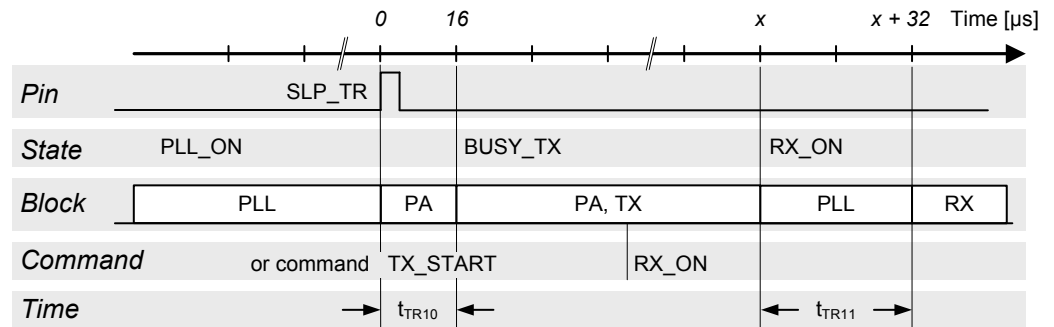 0 16 x x + 32 Time [µs]
Pin SLP_TR
State PLL_ON BUSY_TX RX_ON
Block PLL PA PA, TX PLL RX
Command or command TX_START RX_ON
Time tTR10 tTR11